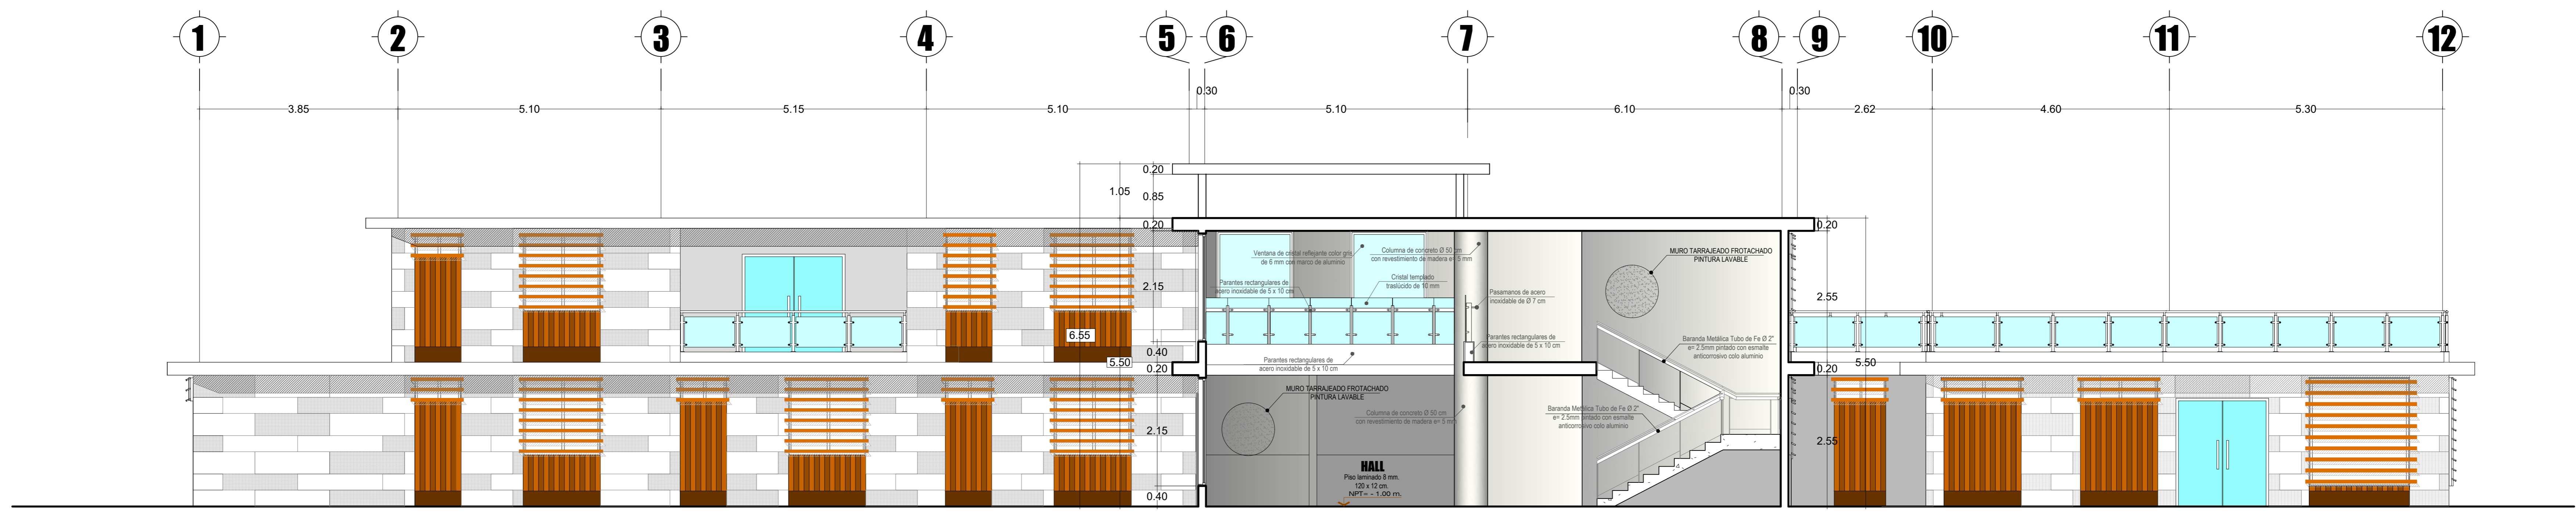 1 2 3 4 5 6 7 8 9 10 11 12
0.30 0.30
3.85 5.10 5.15 5.10 5.10 6.10 2.62 4.60 5.30
0.20
1.05
0.85
0.20
2.15
6.55
0.40
5.50
0.20
2.15
0.40
Ventana de cristal reflejante color gris
de 6 mm con marco de aluminio
Columna de concreto Ø 50 cm
con revestimiento de madera e= 5 mm
Cristal templado
traslúcido de 10 mm
Parantes rectangulares de
acero inoxidable de 5 x 10 cm
Pasamanos de acero
inoxidable de Ø 7 cm
Parantes rectangulares de
acero inoxidable de 5 x 10 cm
Parantes rectangulares de
acero inoxidable de 5 x 10 cm
MURO TARRAJEADO FROTACHADO
PINTURA LAVABLE
Baranda Metálica Tubo de Fe Ø 2"
e= 2.5mm pintado con esmalte
anticorrosivo colo aluminio
MURO TARRAJEADO FROTACHADO
PINTURA LAVABLE
Columna de concreto Ø 50 cm
con revestimiento de madera e= 5 mm
Baranda Metálica Tubo de Fe Ø 2"
e= 2.5mm pintado con esmalte
anticorrosivo colo aluminio
HALL
Piso laminado 8 mm.
120 x 12 cm.
NPT= - 1.00 m.
0.20
2.55
5.50
0.20
2.55